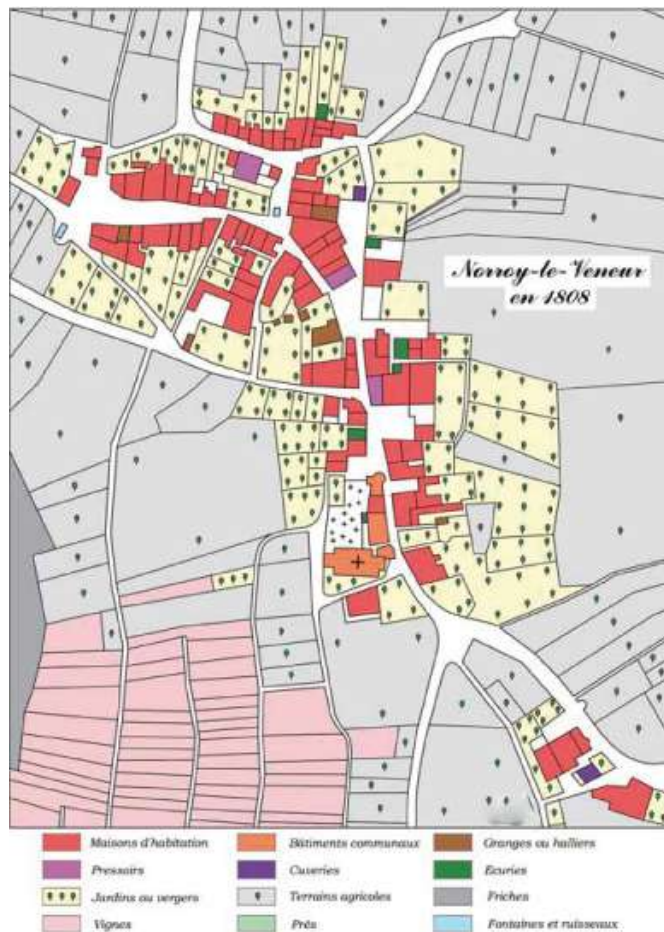 Norroy-le-Veneur
en 1808
Maisons d'habitation
Bâtiments communaux
Granges ou halliers
Pressoirs
Cuveries
Ecuries
Jardins ou vergers
Terrains agricoles
Friches
Vignes
Prés
Fontaines et ruisseaux